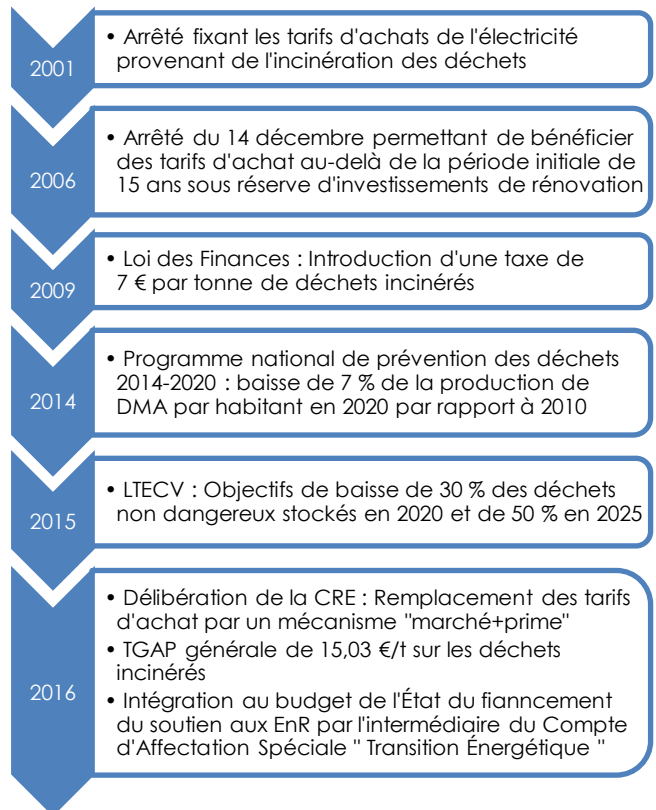 2001
• Arrêté fixant les tarifs d'achats de l'électricité
provenant de l'incinération des déchets
2006
• Arrêté du 14 décembre permettant de bénéficier
des tarifs d'achat au-delà de la période initiale de
15 ans sous réserve d'investissements de rénovation
2009
• Loi des Finances : Introduction d'une taxe de
7 € par tonne de déchets incinérés
2014
• Programme national de prévention des déchets
2014-2020 : baisse de 7 % de la production de
DMA par habitant en 2020 par rapport à 2010
2015
• LTECV : Objectifs de baisse de 30 % des déchets
non dangereux stockés en 2020 et de 50 % en 2025
2016
• Délibération de la CRE : Remplacement des tarifs
d'achat par un mécanisme "marché+prime"
• TGAP générale de 15,03 €/t sur les déchets
incinérés
• Intégration au budget de l'État du fianncement
du soutien aux EnR par l'intermédiaire du Compte
d'Affectation Spéciale " Transition Énergétique "